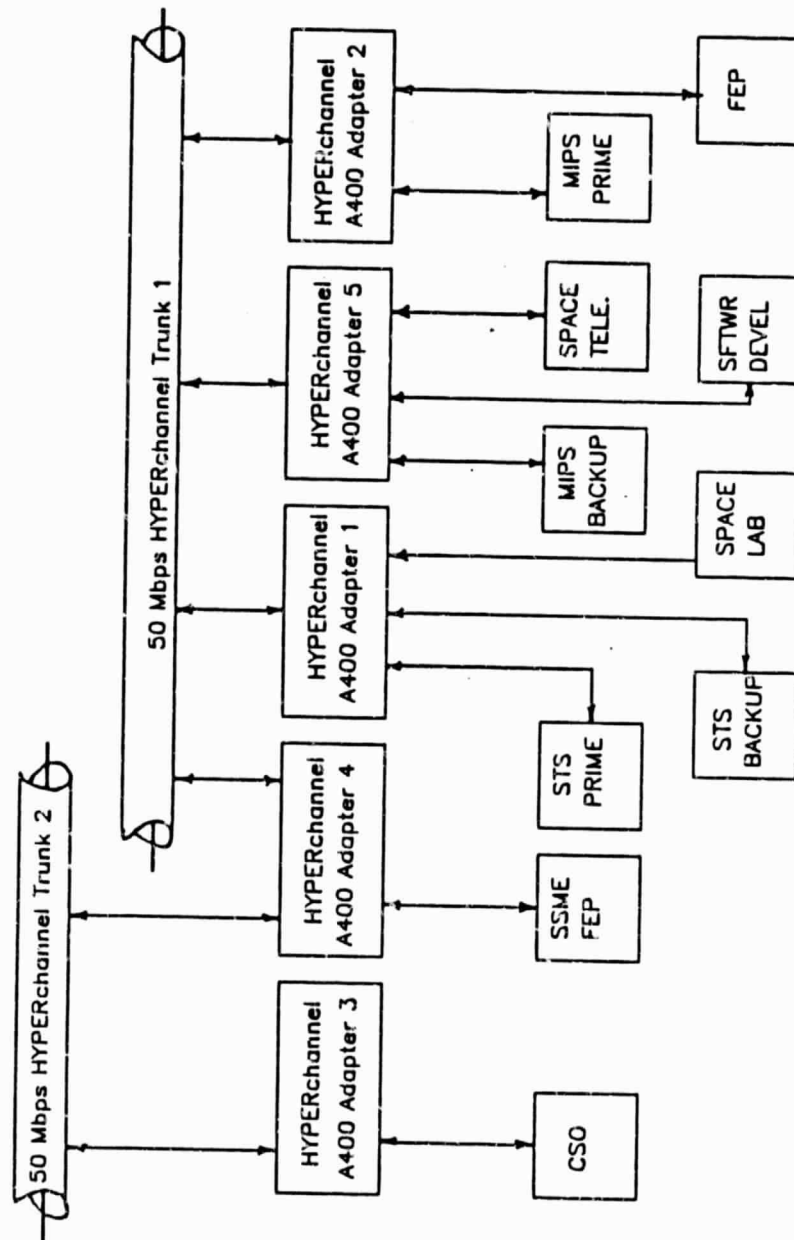 50 Mbps HYPERchannel Trunk 2
50 Mbps HYPERchannel Trunk 1
HYPERchannel
A400 Adapter 3
HYPERchannel
A400 Adapter 4
HYPERchannel
A400 Adapter 1
HYPERchannel
A400 Adapter 5
HYPERchannel
A400 Adapter 2
CSO
SSME
FEP
STS
PRIME
MIPS
BACKUP
SPACE
TELE.
MIPS
PRIME
STS
BACKUP
SPACE
LAB
SFTWR
DEVEL
FEP